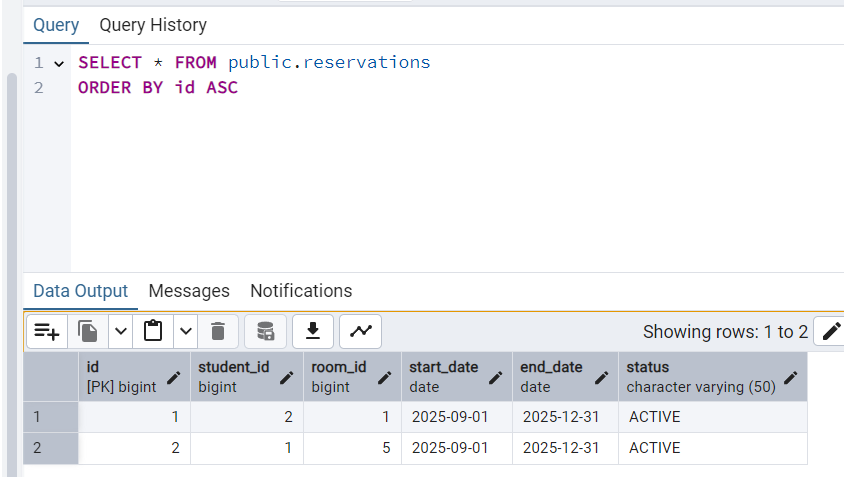 Query Query History
1 SELECT * FROM public.reservations
2 ORDER BY id ASC
Data Output Messages Notifications
Showing rows: 1 to 2
id student_id room_id start_date end_date status
[PK] bigint bigint bigint date date character varying (50)
1 1 2 1 2025-09-01 2025-12-31 ACTIVE
2 2 1 5 2025-09-01 2025-12-31 ACTIVE